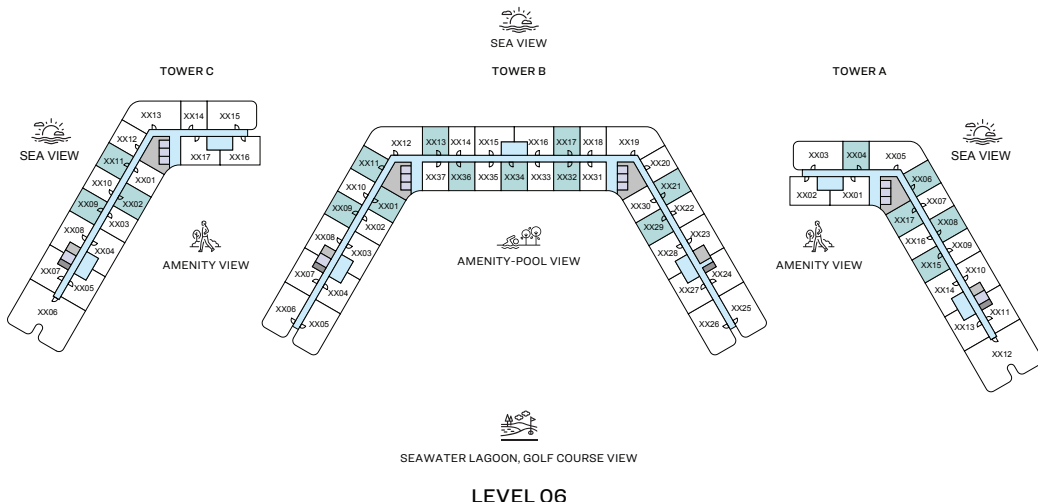 SEA VIEW
TOWER C
TOWER B
TOWER A
XX13
XX14
XX15
XX12
XX11
XX10
XX09
XX08
XX07
XX06
XX05
XX04
XX03
XX02
XX01
XX17
XX16
SEA VIEW
AMENITY VIEW
XX12
XX13
XX14
XX15
XX16
XX17
XX18
XX19
XX11
XX10
XX09
XX08
XX07
XX06
XX05
XX04
XX03
XX02
XX01
XX37
XX36
XX35
XX34
XX33
XX32
XX31
XX30
XX29
XX28
XX27
XX26
XX20
XX21
XX22
XX23
XX24
XX25
AMENITY-POOL VIEW
XX03
XX04
XX05
XX02
XX01
XX06
XX07
XX08
XX09
XX10
XX11
XX12
XX17
XX16
XX15
XX14
XX13
SEA VIEW
AMENITY VIEW
SEAWATER LAGOON, GOLF COURSE VIEW
LEVEL 06